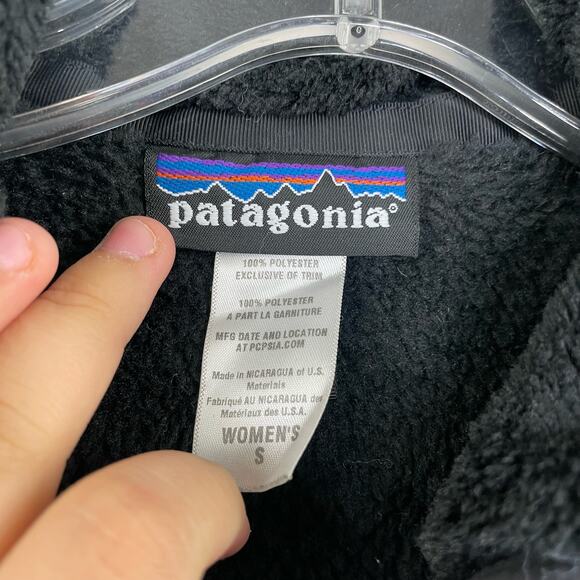 patagonia®
100% POLYESTER
EXCLUSIVE OF TRIM
100% POLYESTER
A PART LA GARNITURE
MFG DATE AND LOCATION
AT PCPSIA.COM
Made in NICARAGUA of U.S.
Materials
Fabriqué AU NICARAGUA de
Matériaux des U.S.A.
WOMEN'S
S